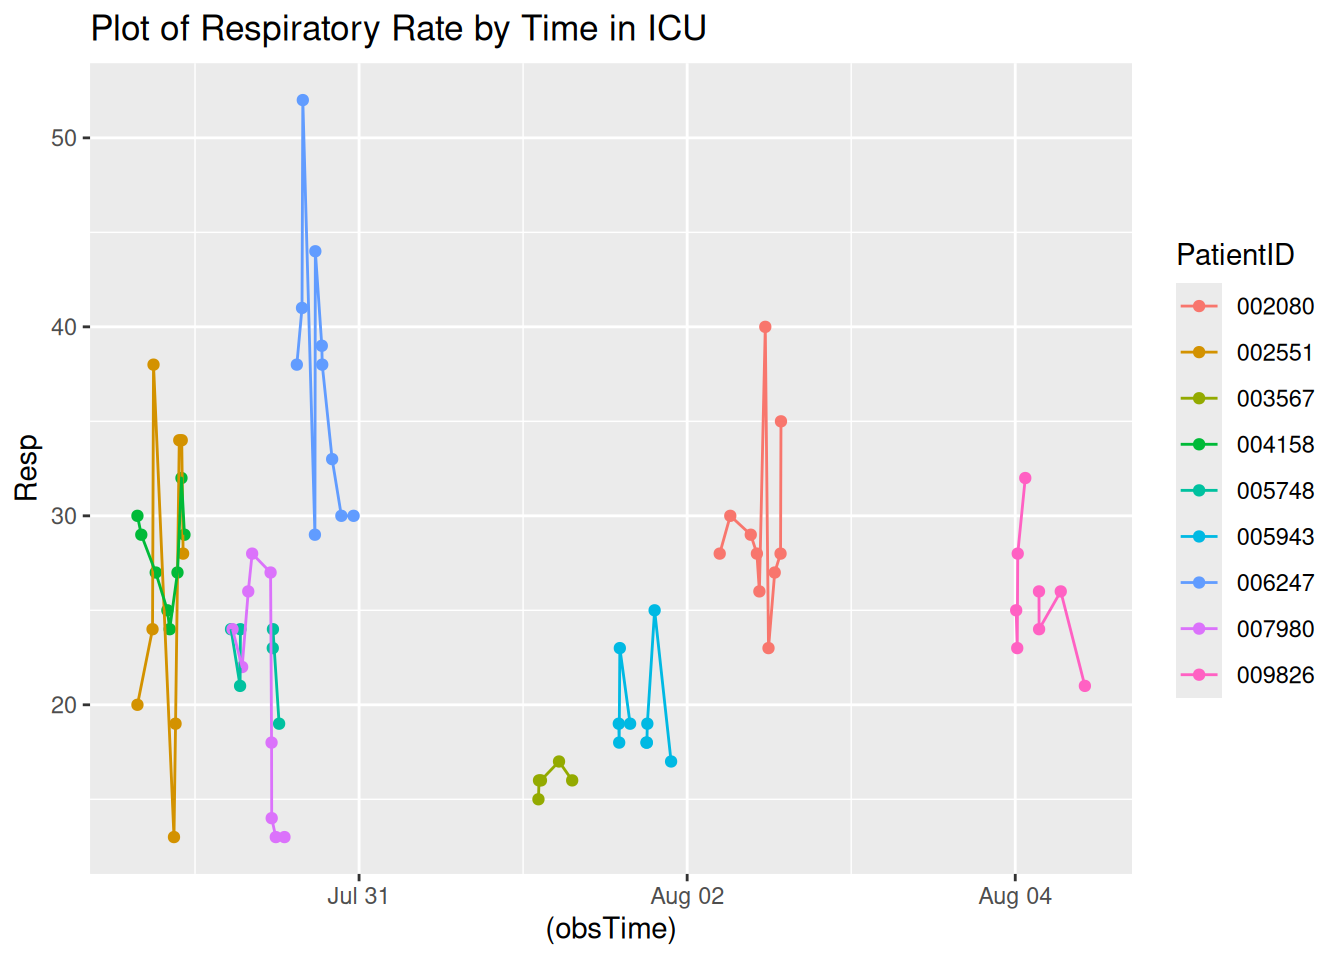 Plot of Respiratory Rate by Time in ICU
50
40
30
20
Resp
Jul 31
Aug 02
Aug 04
(obsTime)
PatientID
002080
002551
003567
004158
005748
005943
006247
007980
009826